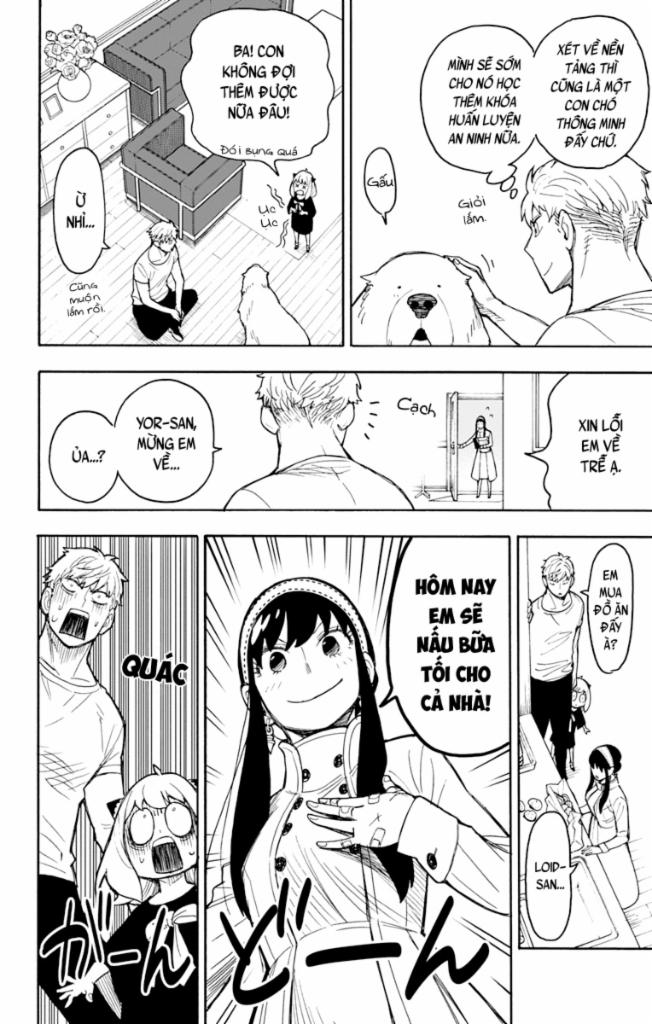 XÉT VỀ NỀN
TẢNG THÌ
CŨNG LÀ MỘT
CON CHÓ
THÔNG MINH
ĐẤY CHỨ.
MÌNH SẼ SỚM
CHO NÓ HỌC
THÊM KHÓA
HUẤN LUYỆN
AN NINH NỮA.
Giỏi
lắm.
Gấu
BA! CON
KHÔNG ĐỢI
THÊM ĐƯỢC
NỮA ĐÂU!
Đói bụng quá
ục
ục
Ừ
NHỈ...
Cũng
muộn
lắm rồi.
XIN LỖI
EM VỀ
TRỄ Ạ.
Cạch
YOR-SAN,
MỪNG EM
VỀ...
ỦA...?
EM
MUA
ĐỒ ĂN
ĐẤY
À?
LOID-
SAN...
HÔM NAY
EM SẼ
NẤU BỮA
TỐI CHO
CẢ NHÀ!
どーん
QUÁC
がーん